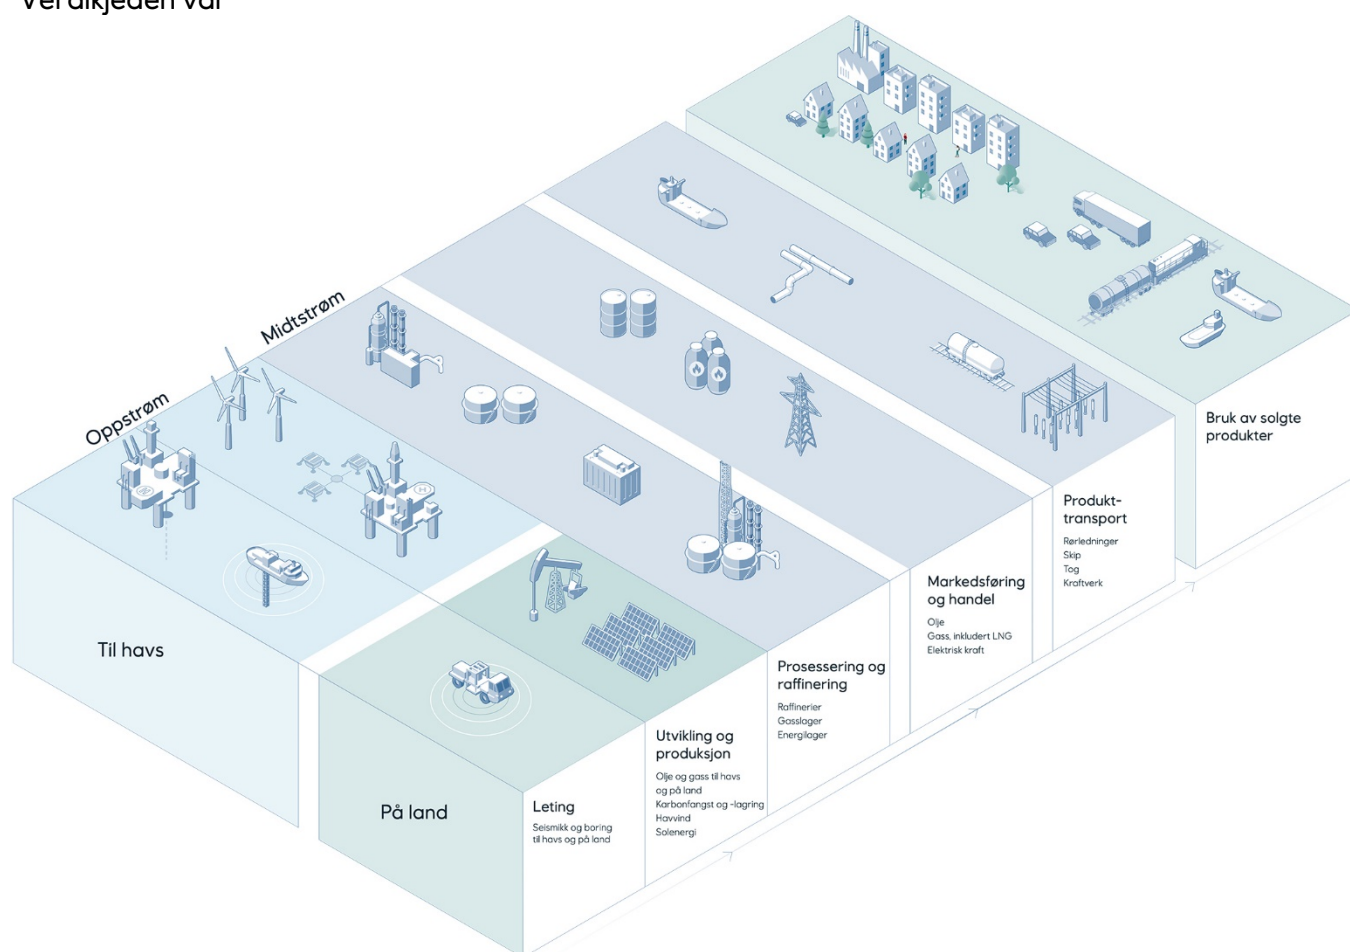 Verdikjeden vår
Oppstrøm
Midtstrøm
Til havs
På land
Leting
Seismikk og boring
til havs og på land
Utvikling og
produksjon
Olje og gass til havs
og på land
Karbonfangst og -lagring
Havvind
Solenergi
Prosessering og
raffinering
Raffinerier
Gasslager
Energilager
Markedsføring
og handel
Olje
Gass, inkludert LNG
Elektrisk kraft
Produkt-
transport
Rørledninger
Skip
Tog
Kraftverk
Bruk av solgte
produkter